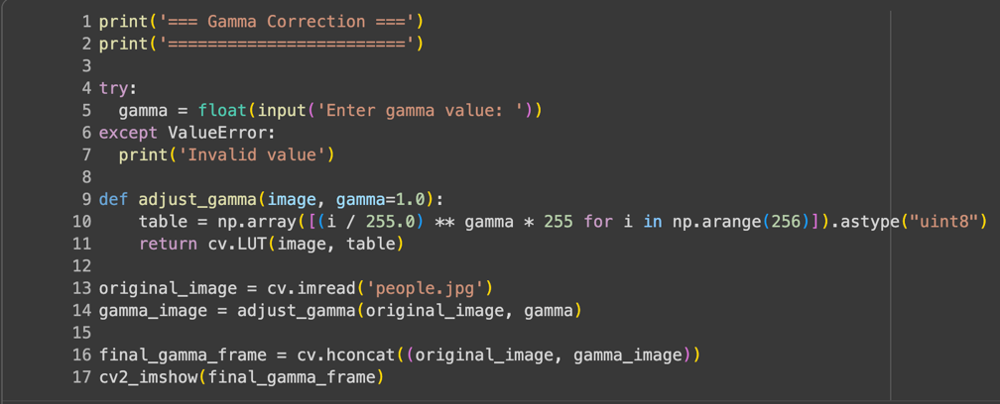 1 print('=== Gamma Correction ===')
2 print('========================')
3
4 try:
5   gamma = float(input('Enter gamma value: '))
6 except ValueError:
7   print('Invalid value')
8
9 def adjust_gamma(image, gamma=1.0):
10     table = np.array([(i / 255.0) ** gamma * 255 for i in np.arange(256)]).astype("uint8")
11     return cv.LUT(image, table)
12
13 original_image = cv.imread('people.jpg')
14 gamma_image = adjust_gamma(original_image, gamma)
15
16 final_gamma_frame = cv.hconcat((original_image, gamma_image))
17 cv2_imshow(final_gamma_frame)